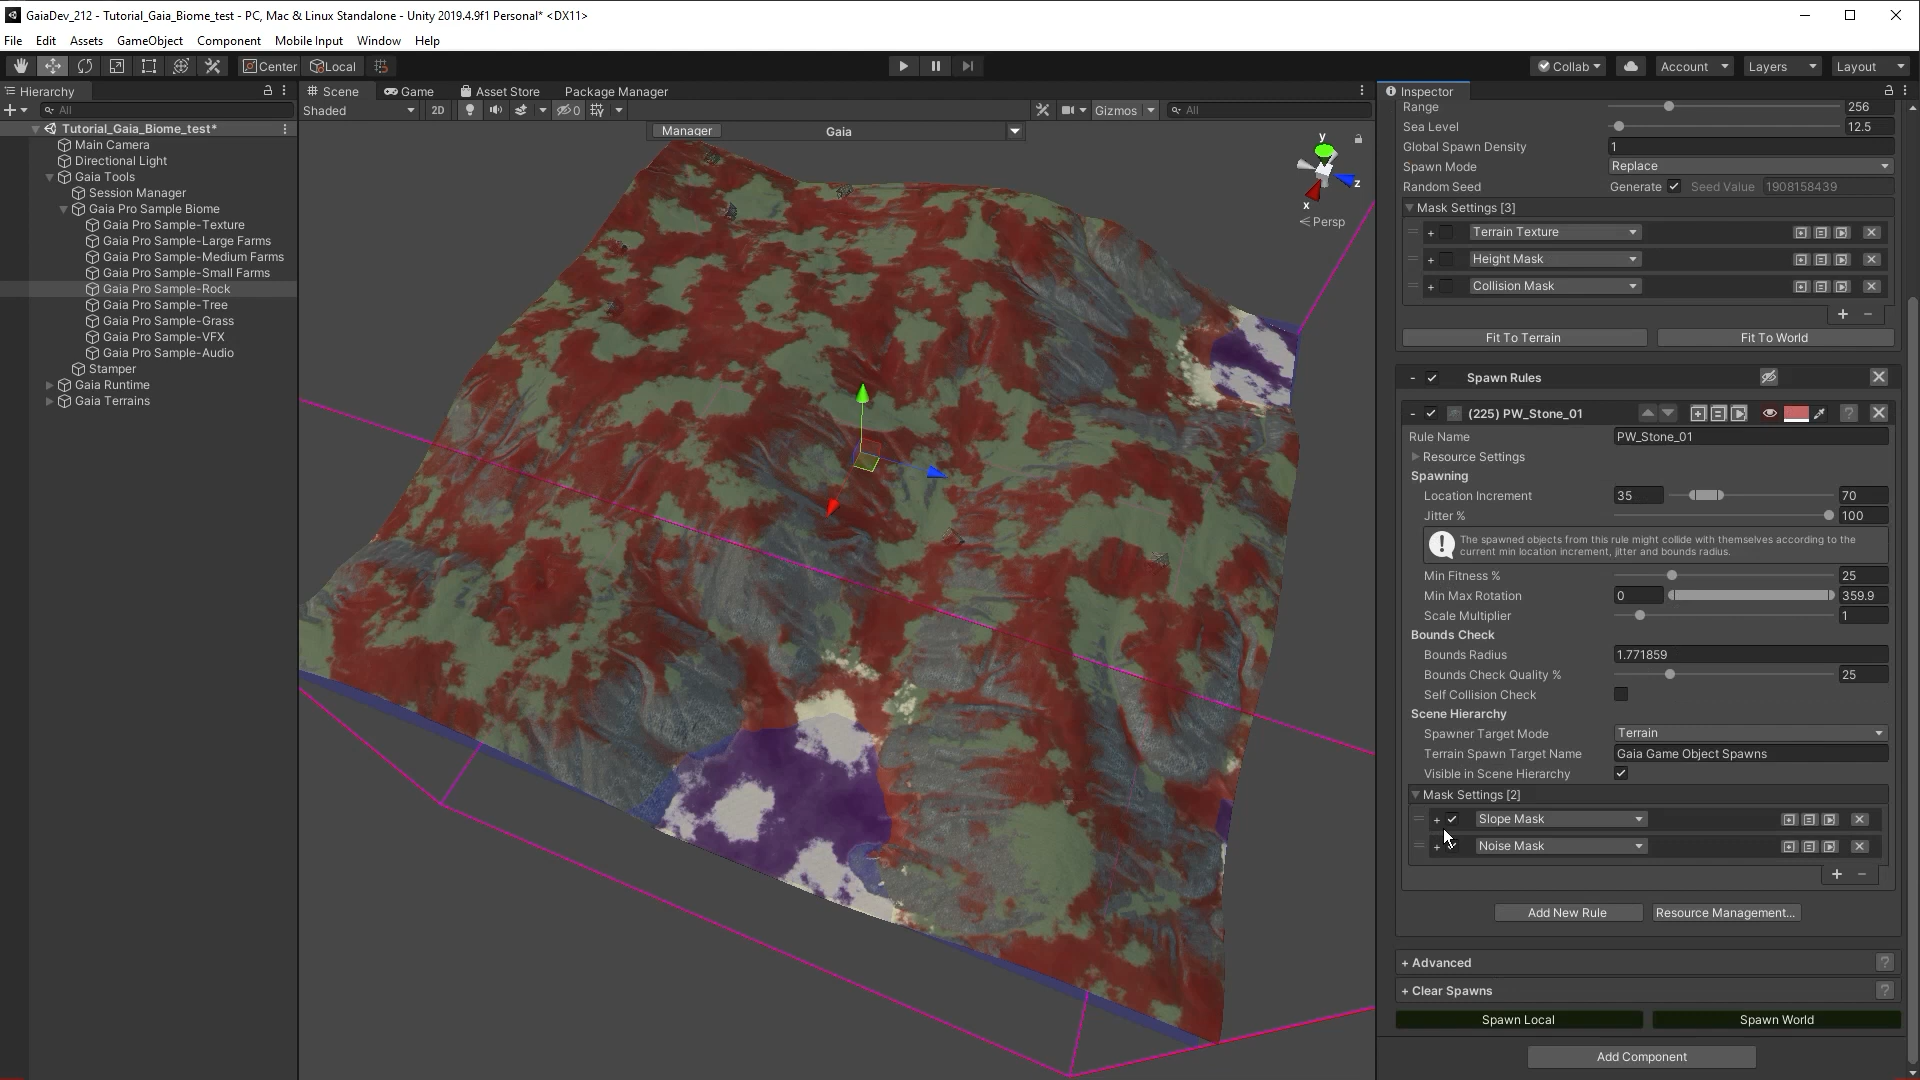 GaiaDev_212 - Tutorial_Gaia_Biome_test - PC, Mac & Linux Standalone - Unity 2019.4.9f1 Personal* <DX11>
File Edit Assets GameObject Component Mobile Input Window Help
Center Local Collab Account Layers Layout
Hierarchy
All
Tutorial_Gaia_Biome_test*
Main Camera
Directional Light
Gaia Tools
Session Manager
Gaia Pro Sample Biome
Gaia Pro Sample-Texture
Gaia Pro Sample-Large Farms
Gaia Pro Sample-Medium Farms
Gaia Pro Sample-Small Farms
Gaia Pro Sample-Rock
Gaia Pro Sample-Tree
Gaia Pro Sample-Grass
Gaia Pro Sample-VFX
Gaia Pro Sample-Audio
Stamper
Gaia Runtime
Gaia Terrains
Scene Game Asset Store Package Manager
Shaded 2D 0 Gizmos All
Manager Gaia
y
z
x
< Persp
Inspector
Range 256
Sea Level 12.5
Global Spawn Density 1
Spawn Mode Replace
Random Seed Generate Seed Value 1908158439
Mask Settings [3]
+ Terrain Texture
+ Height Mask
+ Collision Mask
+ -
Fit To Terrain Fit To World
- Spawn Rules
- (225) PW_Stone_01 ?
Rule Name PW_Stone_01
Resource Settings
Spawning
Location Increment 35 70
Jitter % 100
The spawned objects from this rule might collide with themselves according to the
current min location increment, jitter and bounds radius.
Min Fitness % 25
Min Max Rotation 0 359.9
Scale Multiplier 1
Bounds Check
Bounds Radius 1.771859
Bounds Check Quality % 25
Self Collision Check
Scene Hierarchy
Spawner Target Mode Terrain
Terrain Spawn Target Name Gaia Game Object Spawns
Visible in Scene Hierarchy
Mask Settings [2]
+ Slope Mask
+ Noise Mask
+ -
Add New Rule Resource Management...
+ Advanced ?
+ Clear Spawns ?
Spawn Local Spawn World
Add Component